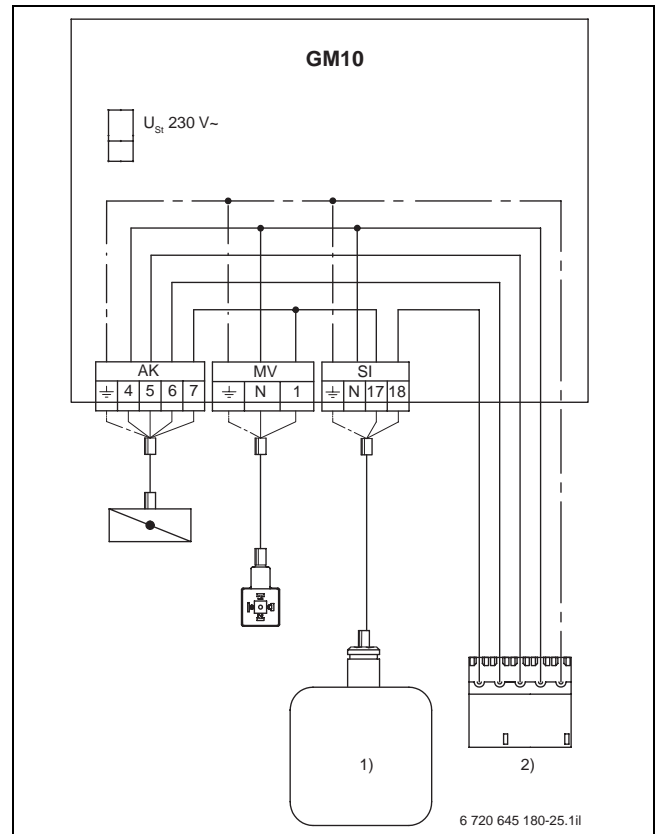 GM10
U_St 230 V~
AK MV SI
⏚ 4 5 6 7 ⏚ N 1 ⏚ N 17 18
1) 2)
6 720 645 180-25.1il